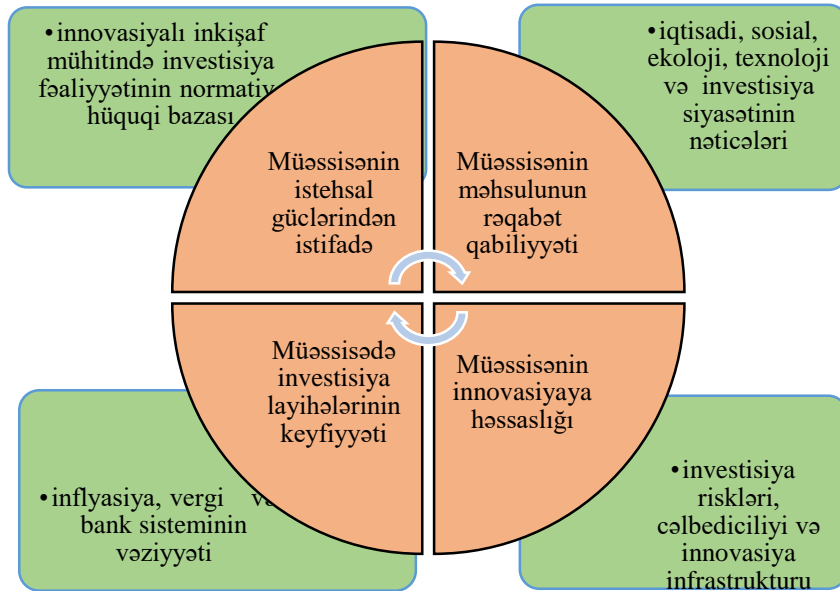 •innovasiyalı inkişaf
mühitində investisiya
fəaliyyətinin normativ
hüquqi bazası
•iqtisadi, sosial,
ekoloji, texnoloji
və investisiya
siyasətinin
nəticələri
Müəssisənin
istehsal
güclərindən
istifadə
Müəssisənin
məhsulunun
rəqabət
qabiliyyəti
Müəssisədə
investisiya
layihələrinin
keyfiyyəti
Müəssisənin
innovasiyaya
həssaslığı
•inflyasiya, vergi və
bank sisteminin
vəziyyəti
•investisiya
riskləri,
cəlbediciliyi və
innovasiya
infrastrukturu